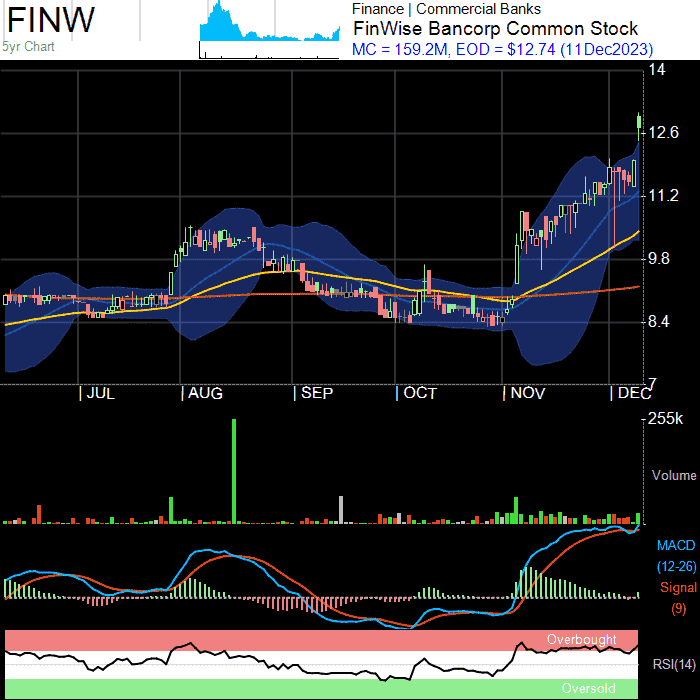 FINW
5yr Chart
Finance | Commercial Banks
FinWise Bancorp Common Stock
MC = 159.2M, EOD = $12.74 (11Dec2023)
14
12.6
11.2
9.8
8.4
7
JUL
AUG
SEP
OCT
NOV
DEC
255k
Volume
MACD
(12-26)
Signal
(9)
Overbought
RSI(14)
Oversold